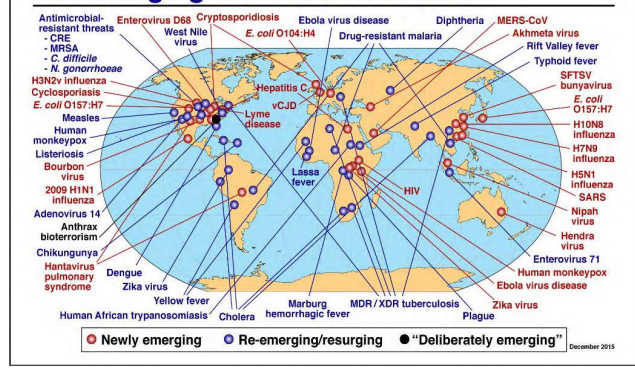 Antimicrobial-
resistant threats
- CRE
- MRSA
- C. difficile
- N. gonorrhoeae
Enterovirus D68
Cryptosporidiosis
West Nile
virus
E. coli O104:H4
Ebola virus disease
Drug-resistant malaria
Diphtheria
MERS-CoV
Akhmeta virus
Rift Valley fever
Typhoid fever
SFTSV
bunyavirus
E. coli
O157:H7
H10N8
influenza
H7N9
influenza
H5N1
influenza
SARS
Nipah
virus
Hendra
virus
Enterovirus 71
Human monkeypox
Ebola virus disease
Zika virus
Plague
H3N2v influenza
Cyclosporiasis
E. coli O157:H7
Measles
Human
monkeypox
Listeriosis
Bourbon
virus
2009 H1N1
influenza
Adenovirus 14
Anthrax
bioterrorism
Chikungunya
Hantavirus
pulmonary
syndrome
Hepatitis C
vCJD
Lyme
disease
Lassa
fever
HIV
Dengue
Zika virus
Yellow fever
Human African trypanosomiasis
Cholera
Marburg
hemorrhagic fever
MDR/XDR tuberculosis
Newly emerging
Re-emerging/resurging
“Deliberately emerging”
December 2015